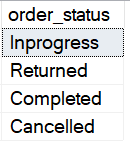 order_status
Inprogress
Returned
Completed
Cancelled